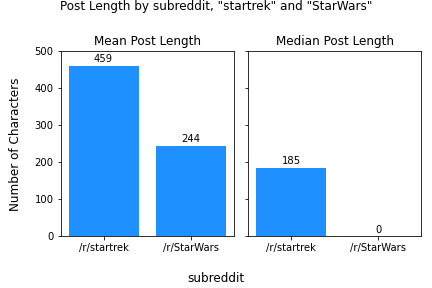 Post Length by subreddit, "startrek" and "StarWars"
Mean Post Length
Median Post Length
Number of Characters
500
400
300
200
100
0
459
244
185
0
/r/startrek
/r/StarWars
/r/startrek
/r/StarWars
subreddit